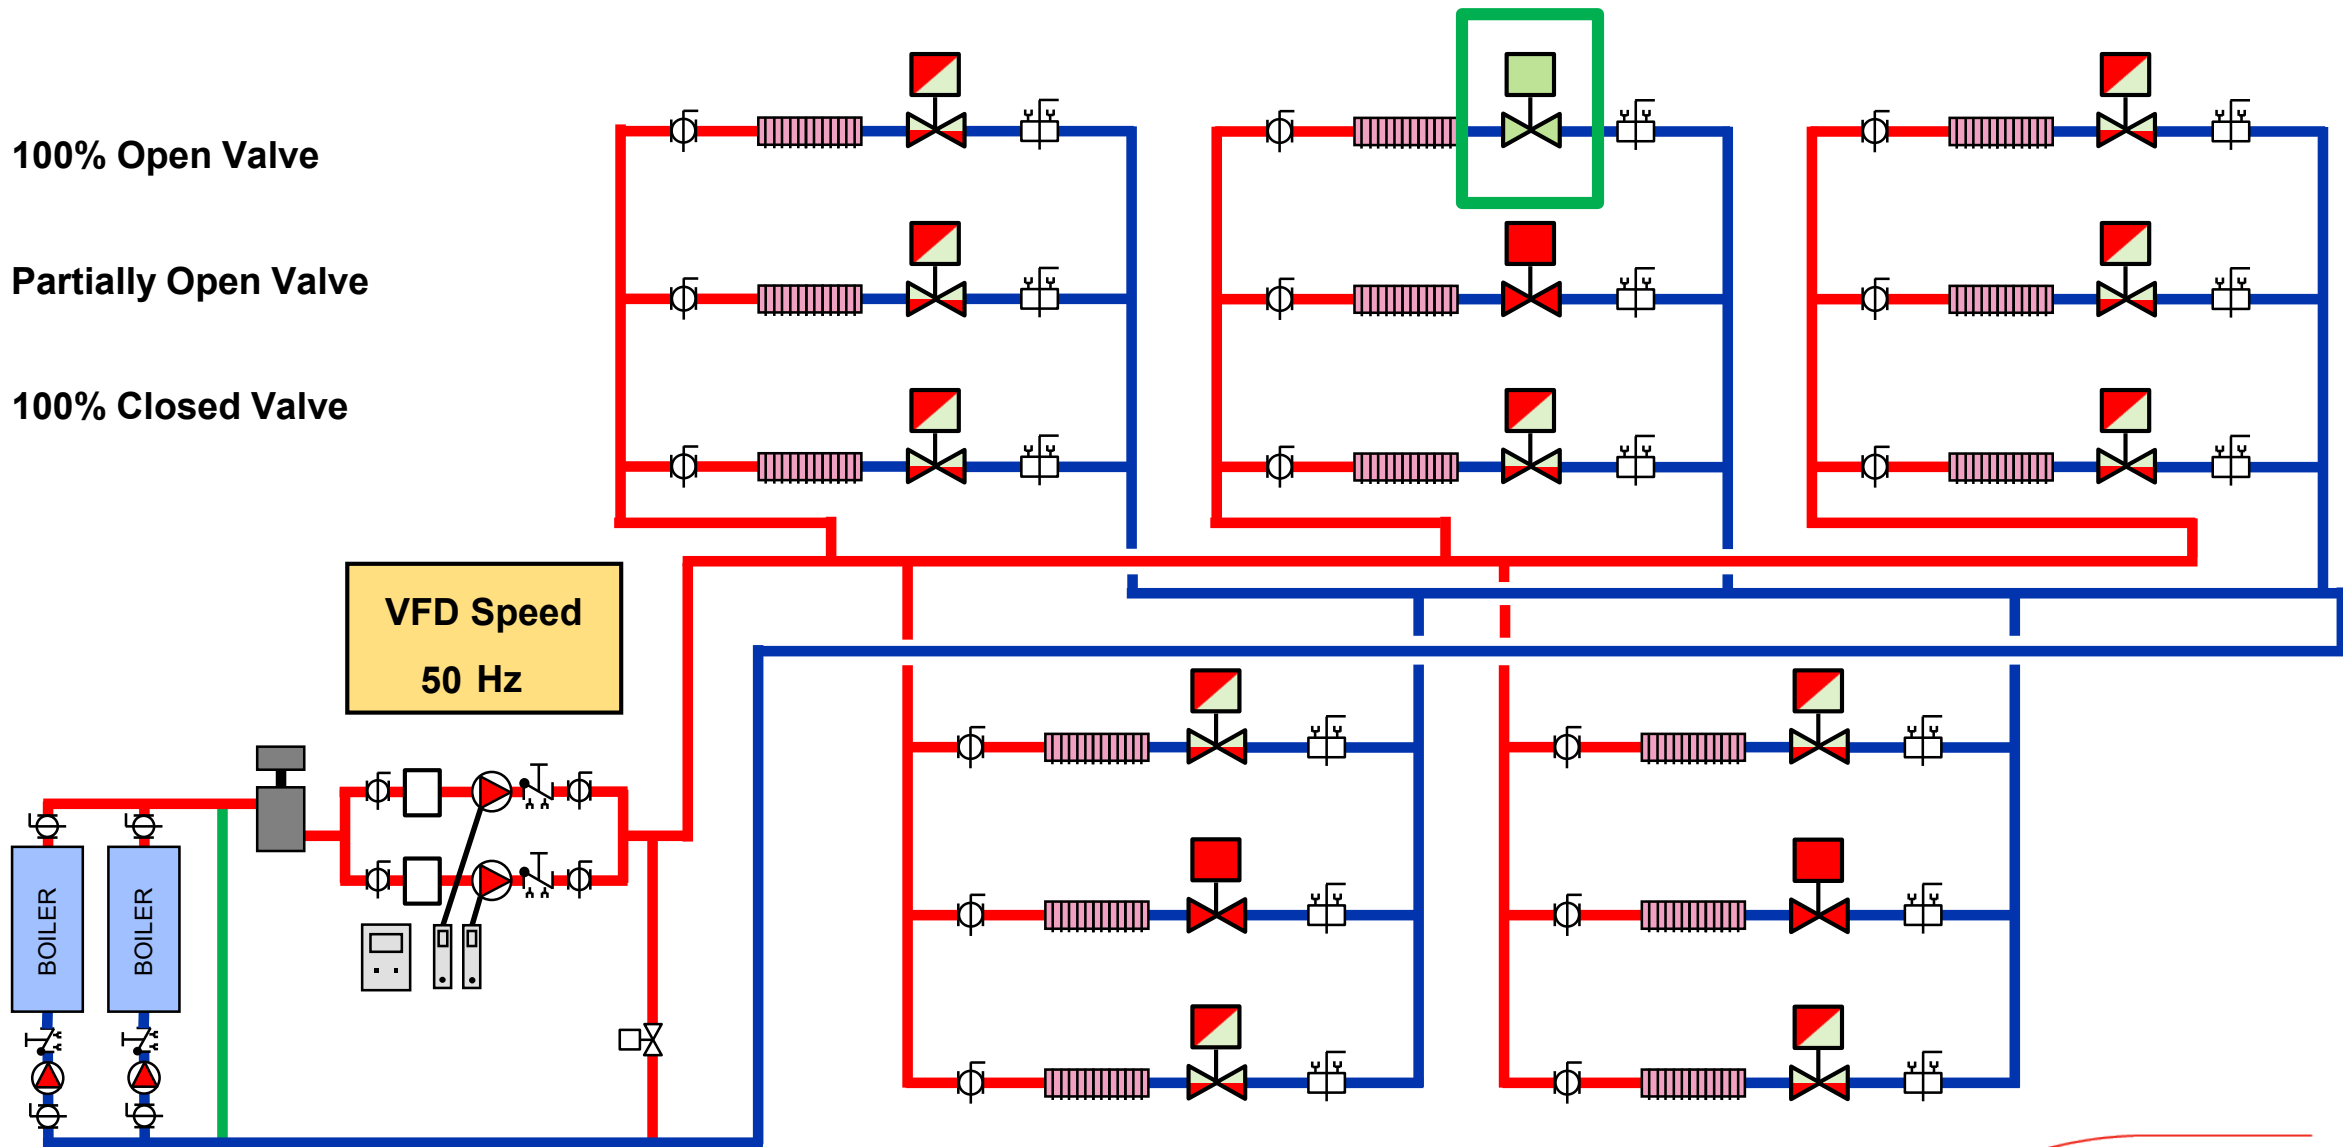 100% Open Valve
Partially Open Valve
100% Closed Valve
VFD Speed
50 Hz
BOILER
BOILER